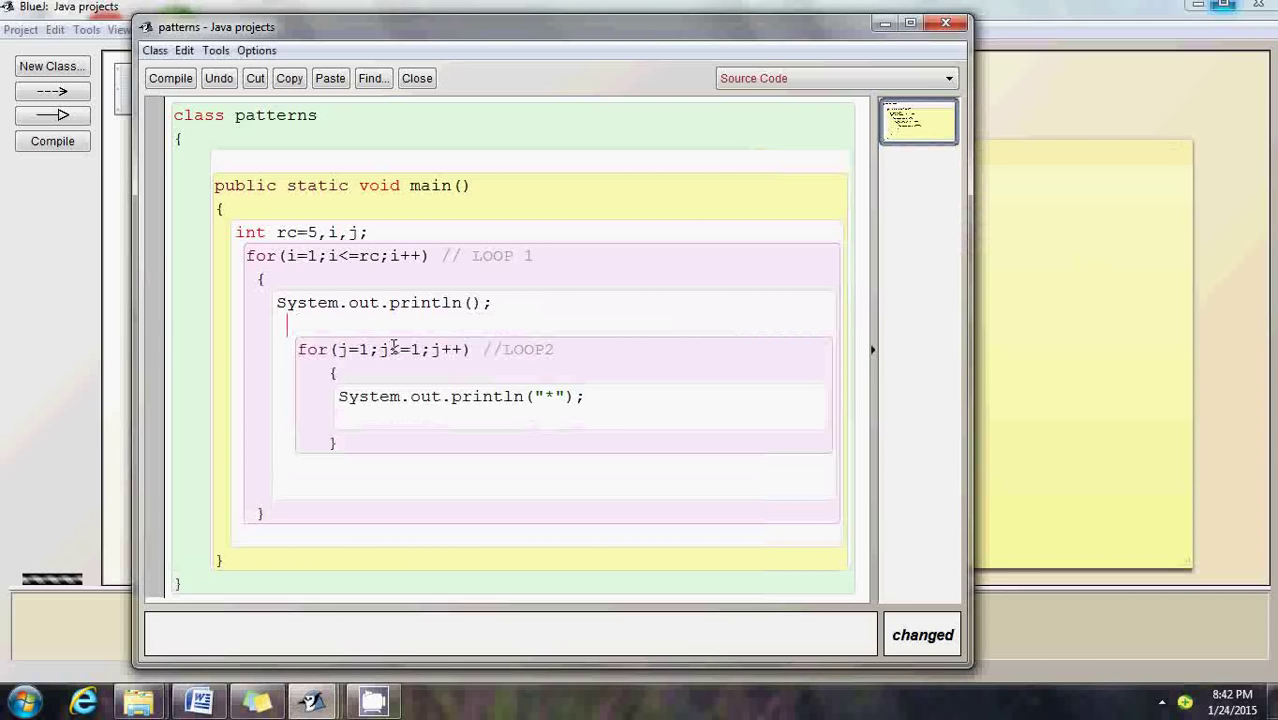 BlueJ: Java projects
Project Edit Tools View
New Class...
Compile
patterns - Java projects
Class Edit Tools Options
Compile Undo Cut Copy Paste Find... Close
Source Code
class patterns
{
public static void main()
{
int rc=5,i,j;
for(i=1;i<=rc;i++) // LOOP 1
{
System.out.println();
for(j=1;j<=1;j++) //LOOP2
{
System.out.println("*");
}
}
}
}
changed
8:42 PM
1/24/2015